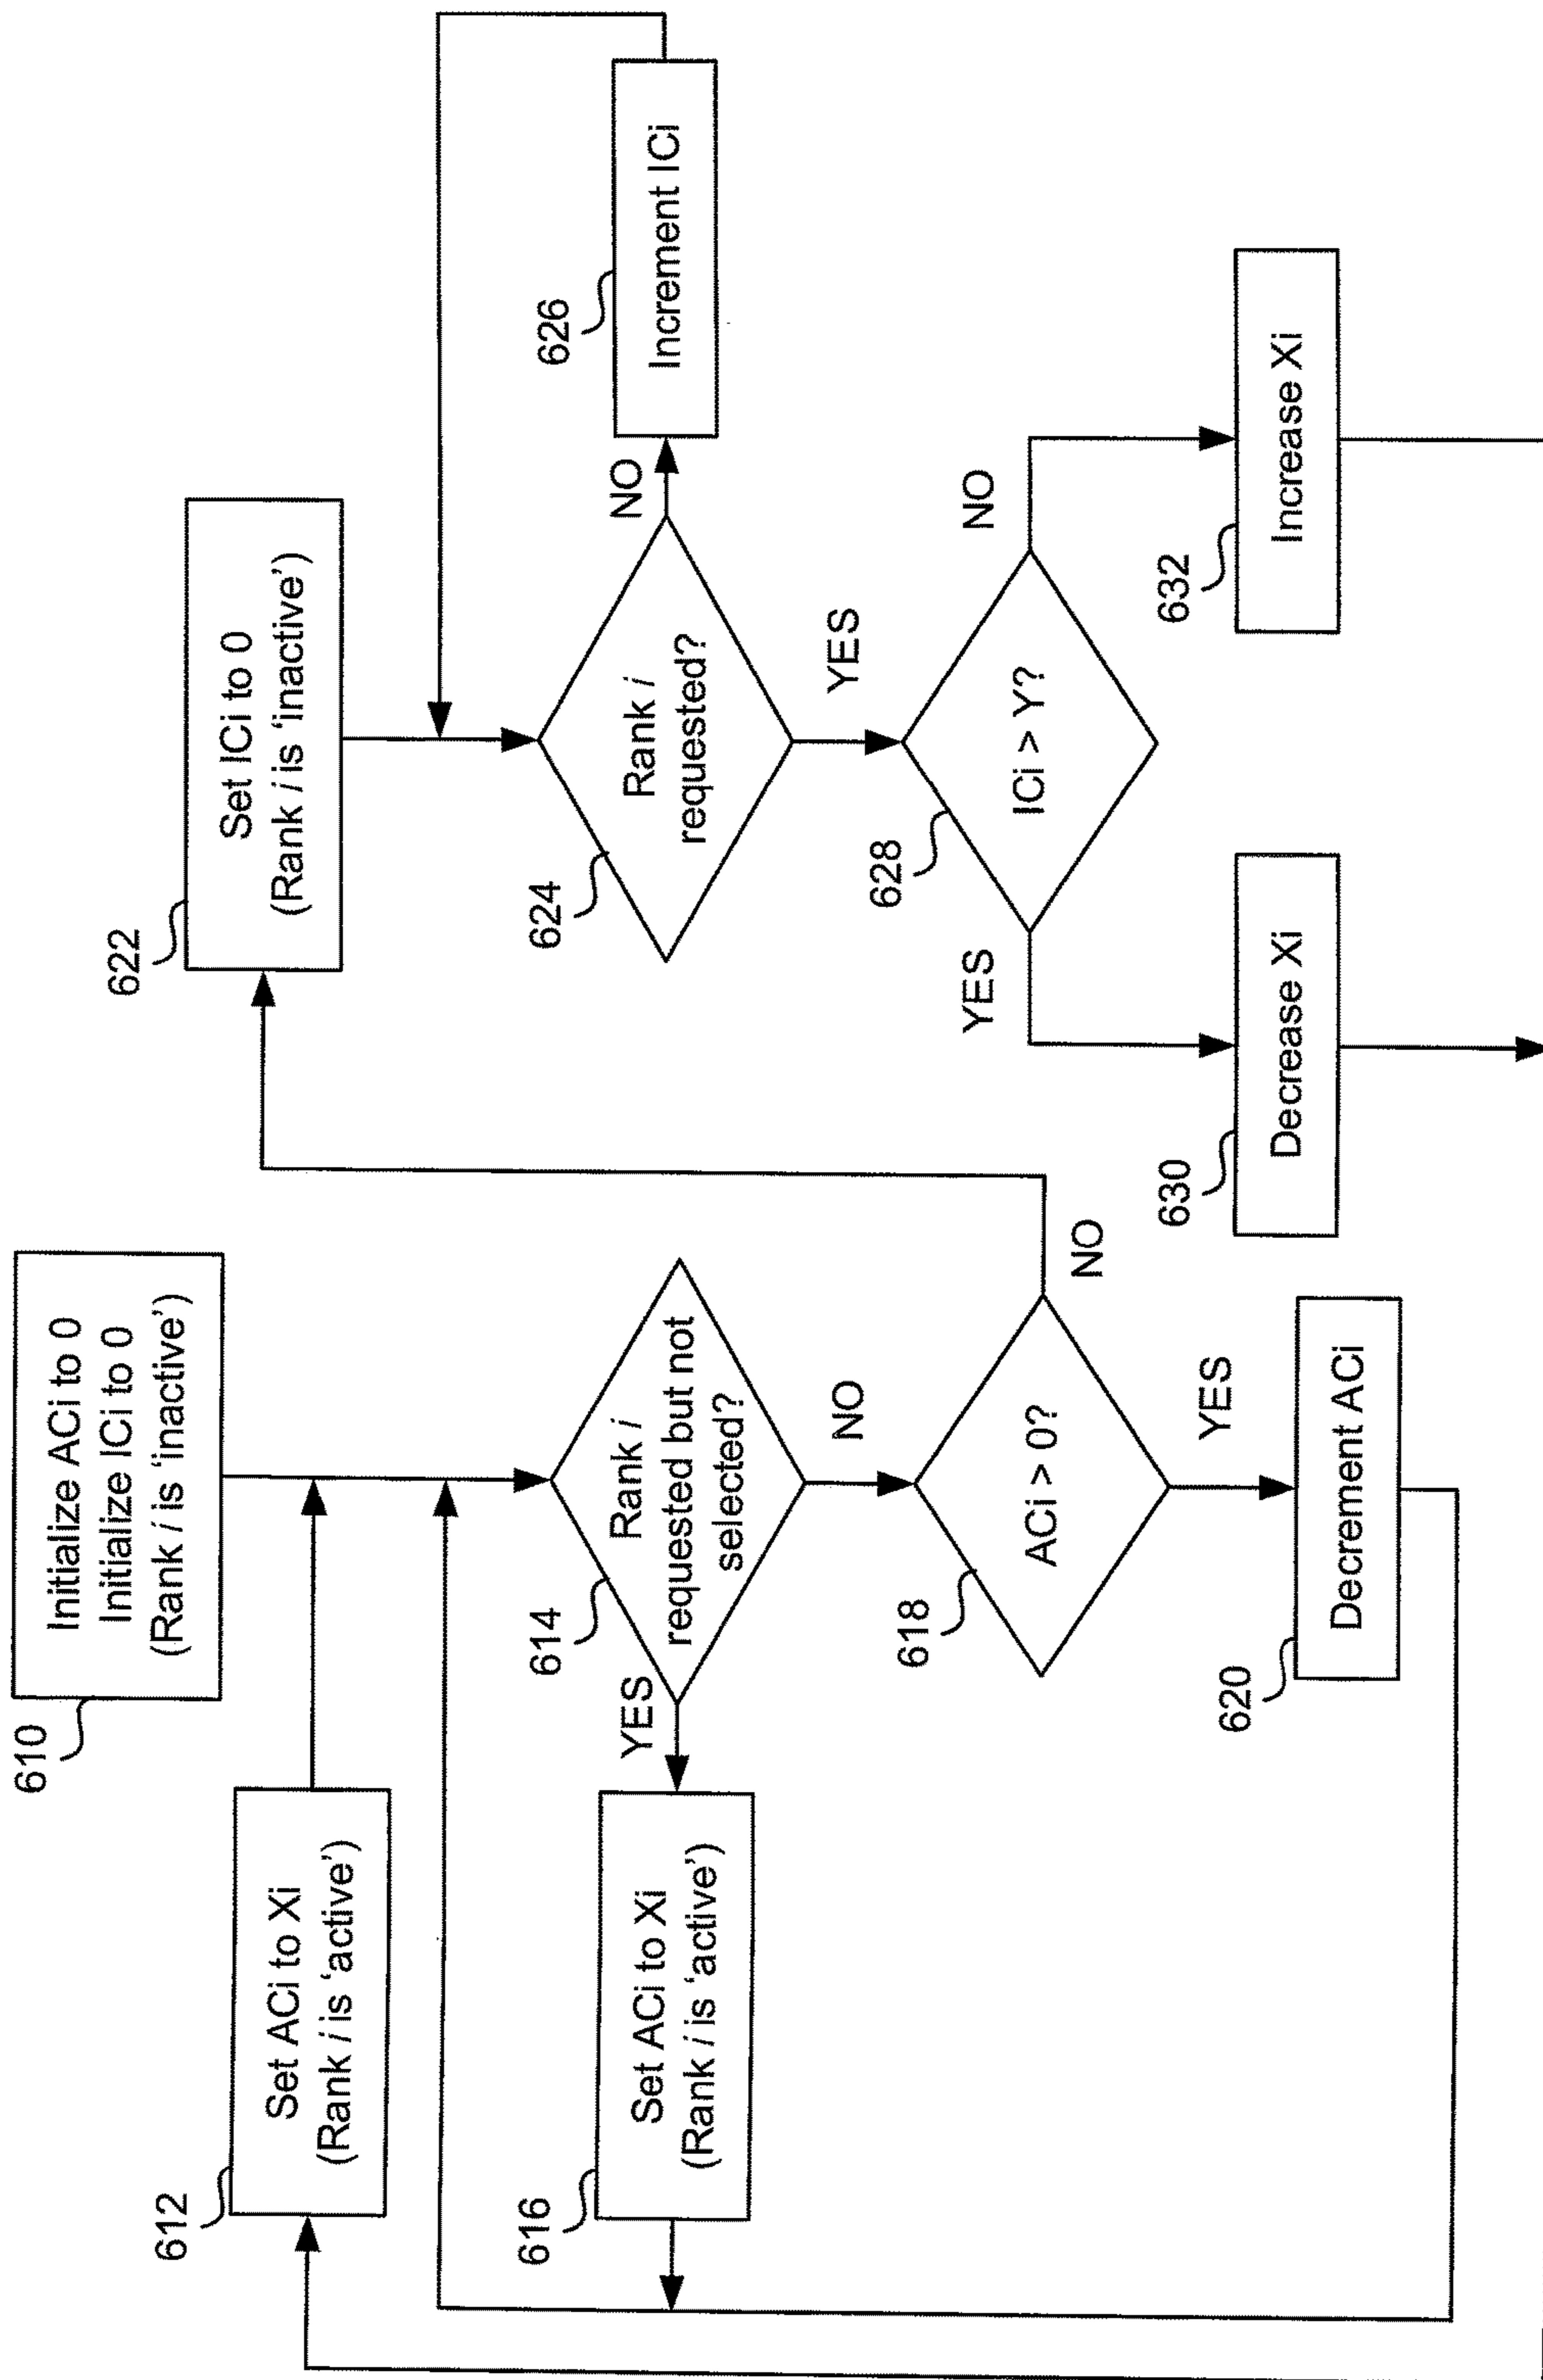 610
Initialize ACi to 0
Initialize ICi to 0
(Rank i is ‘inactive’)
612
Set ACi to Xi
(Rank i is ‘active’)
614
Rank i
requested but not
selected?
YES
NO
616
Set ACi to Xi
(Rank i is ‘active’)
618
ACi > 0?
NO
YES
620
Decrement ACi
622
Set ICi to 0
(Rank i is ‘inactive’)
624
Rank i
requested?
NO
YES
626
Increment ICi
628
ICi > Y?
YES
NO
630
Decrease Xi
632
Increase Xi